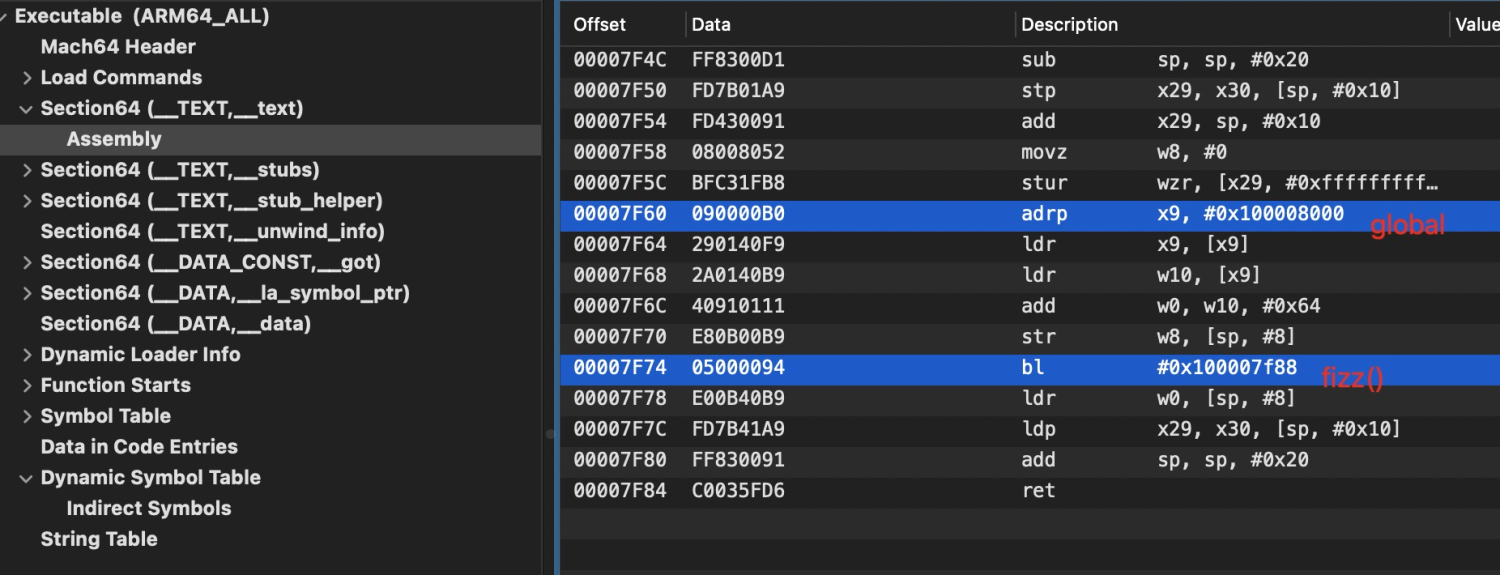 Executable (ARM64_ALL)
Mach64 Header
Load Commands
Section64 (__TEXT,__text)
Assembly
Section64 (__TEXT,__stubs)
Section64 (__TEXT,__stub_helper)
Section64 (__TEXT,__unwind_info)
Section64 (__DATA_CONST,__got)
Section64 (__DATA,__la_symbol_ptr)
Section64 (__DATA,__data)
Dynamic Loader Info
Function Starts
Symbol Table
Data in Code Entries
Dynamic Symbol Table
Indirect Symbols
String Table
Offset Data Description Value
00007F4C FF8300D1 sub sp, sp, #0x20
00007F50 FD7B01A9 stp x29, x30, [sp, #0x10]
00007F54 FD430091 add x29, sp, #0x10
00007F58 08008052 movz w8, #0
00007F5C BFC31FB8 stur wzr, [x29, #0xfffffffff…
00007F60 090000B0 adrp x9, #0x100008000
global
00007F64 290140F9 ldr x9, [x9]
00007F68 2A0140B9 ldr w10, [x9]
00007F6C 40910111 add w0, w10, #0x64
00007F70 E80B00B9 str w8, [sp, #8]
00007F74 05000094 bl #0x100007f88
fizz()
00007F78 E00B40B9 ldr w0, [sp, #8]
00007F7C FD7B41A9 ldp x29, x30, [sp, #0x10]
00007F80 FF830091 add sp, sp, #0x20
00007F84 C0035FD6 ret